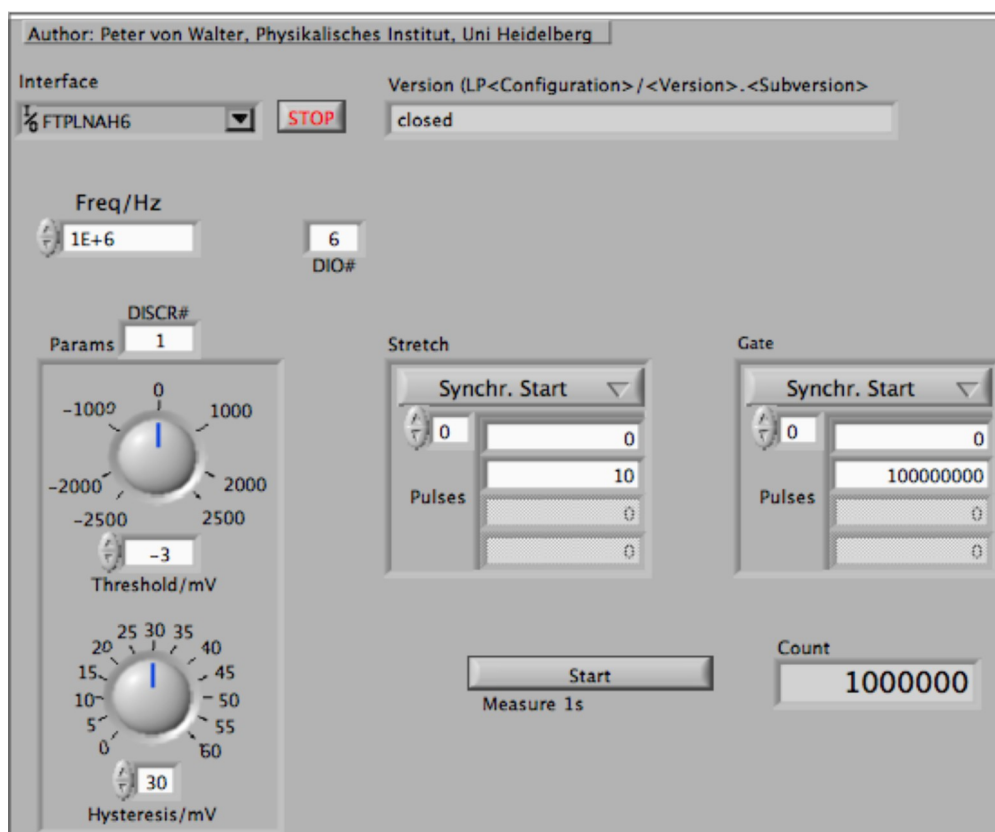 Author: Peter von Walter, Physikalisches Institut, Uni Heidelberg
Interface
Version (LP<Configuration>/<Version>.<Subversion>
I/O FTPLNAH6
STOP
closed
Freq/Hz
1E+6
6
DIO#
DISCR#
Params 1
0
-1000 1000
-2000 2000
-2500 2500
-3
Threshold/mV
25 30 35
20 40
15 45
10 50
5 55
0 60
30
Hysteresis/mV
Stretch
Synchr. Start
0 0
10
Pulses
0
0
Gate
Synchr. Start
0 0
100000000
Pulses
0
0
Start
Measure 1s
Count
1000000